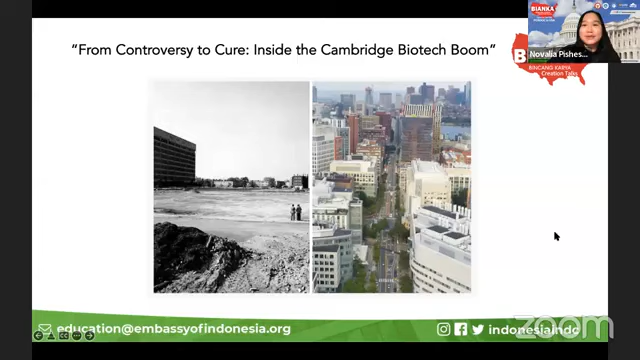 “From Controversy to Cure: Inside the Cambridge Biotech Boom”
BIANKA
Novalia Pishes...
B
BINCANG KARYA
Creation Talks
education@embassyofindonesia.org
indonesiaindc
zoom